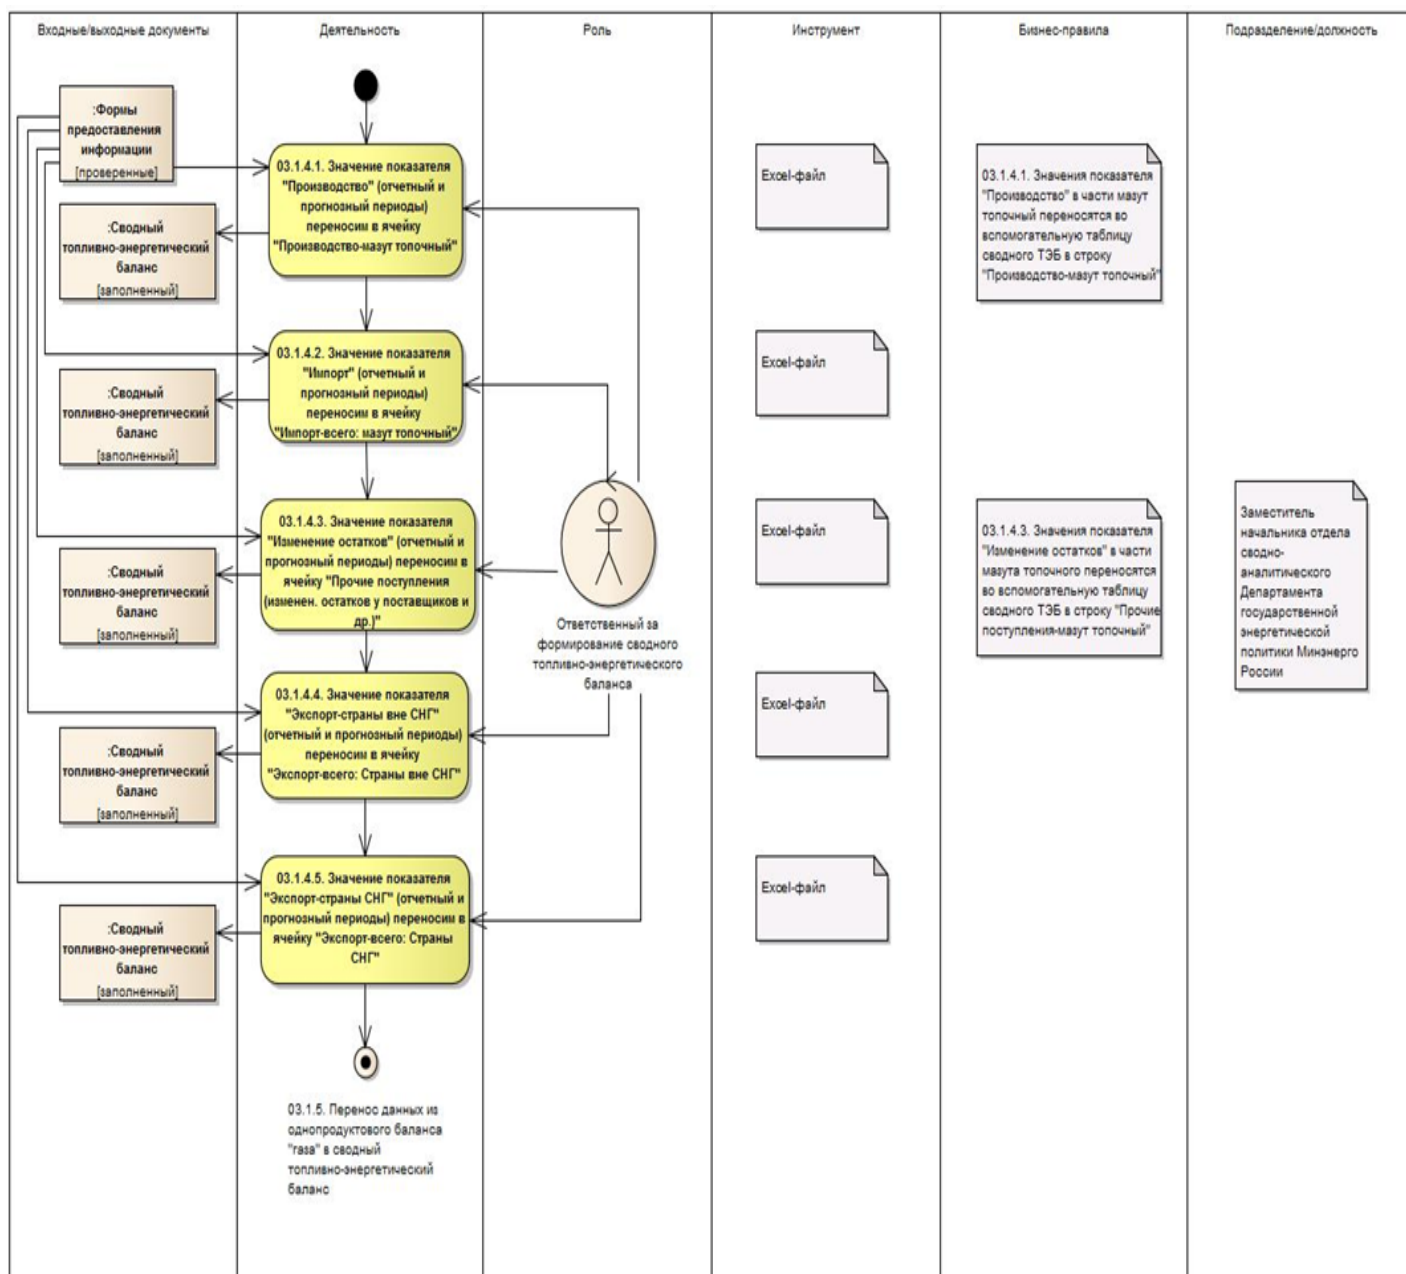 Входные/выходные документы
Деятельность
Роль
Инструмент
Бизнес-правила
Подразделение/должность
:Формы
предоставления
информации
[проверенные]
03.1.4.1. Значение показателя
"Производство" (отчетный и
прогнозный периоды)
переносим в ячейку
"Производство-мазут топочный"
Excel-файл
03.1.4.1. Значения показателя
"Производство" в части мазут
топочный переносятся во
вспомогательную таблицу
сводного ТЭБ в строку
"Производство-мазут топочный"
:Сводный
топливно-энергетический
баланс
[заполненный]
03.1.4.2. Значение показателя
"Импорт" (отчетный и
прогнозный периоды)
переносим в ячейку
"Импорт-всего: мазут топочный"
Excel-файл
:Сводный
топливно-энергетический
баланс
[заполненный]
03.1.4.3. Значение показателя
"Изменение остатков" (отчетный и
прогнозный периоды) переносим в
ячейку "Прочие поступления
(изменен. остатков у поставщиков и
др.)"
Ответственный за
формирование сводного
топливно-энергетического
баланса
Excel-файл
03.1.4.3. Значения показателя
"Изменение остатков" в части
мазута топочного переносятся
во вспомогательную таблицу
сводного ТЭБ в строку "Прочие
поступления-мазут топочный"
Заместитель
начальника отдела
сводно-
аналитического
Департамента
государственной
энергетической
политики Минэнерго
России
:Сводный
топливно-энергетический
баланс
[заполненный]
03.1.4.4. Значение показателя
"Экспорт-страны вне СНГ"
(отчетный и прогнозный периоды)
переносим в ячейку
"Экспорт-всего: Страны вне СНГ"
Excel-файл
:Сводный
топливно-энергетический
баланс
[заполненный]
03.1.4.5. Значение показателя
"Экспорт-страны СНГ" (отчетный и
прогнозный периоды) переносим в
ячейку "Экспорт-всего: Страны
СНГ"
Excel-файл
:Сводный
топливно-энергетический
баланс
[заполненный]
03.1.5. Перенос данных из
однопродуктового баланса
"газа" в сводный
топливно-энергетический
баланс